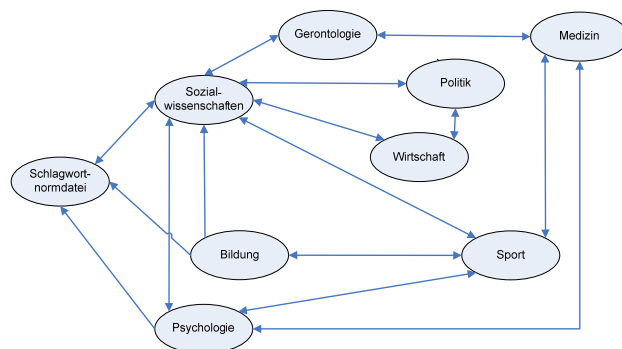 Gerontologie
Medizin
Sozial-
wissenschaften
Politik
Wirtschaft
Schlagwort-
normdatei
Bildung
Sport
Psychologie